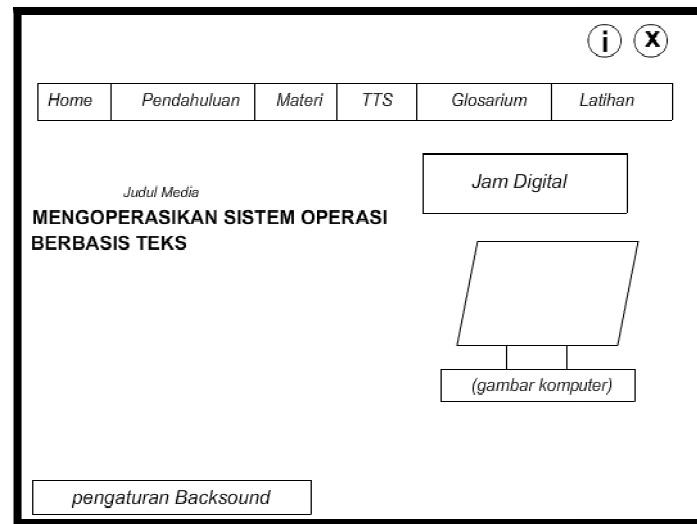 i X
Home Pendahuluan Materi TTS Glosarium Latihan
Jam Digital
Judul Media
MENGOPERASIKAN SISTEM OPERASI
BERBASIS TEKS
(gambar komputer)
pengaturan Backsound